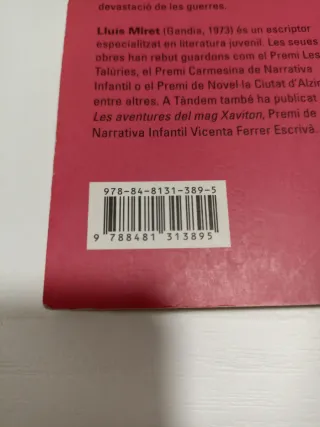 devastació de les guerres.
Lluís Miret (Gandia, 1973) és un escriptor
especialitzat en literatura juvenil. Les seues
obres han rebut guardons com el Premi Les
Talúries, el Premi Carmesina de Narrativa
Infantil o el Premi de Novel·la Ciutat d'Alzir
entre altres. A Tàndem també ha publicat
Les aventures del mag Xaviton, Premi de
Narrativa Infantil Vicenta Ferrer Escrivà.
978-84-8131-389-5
9 788481 313895